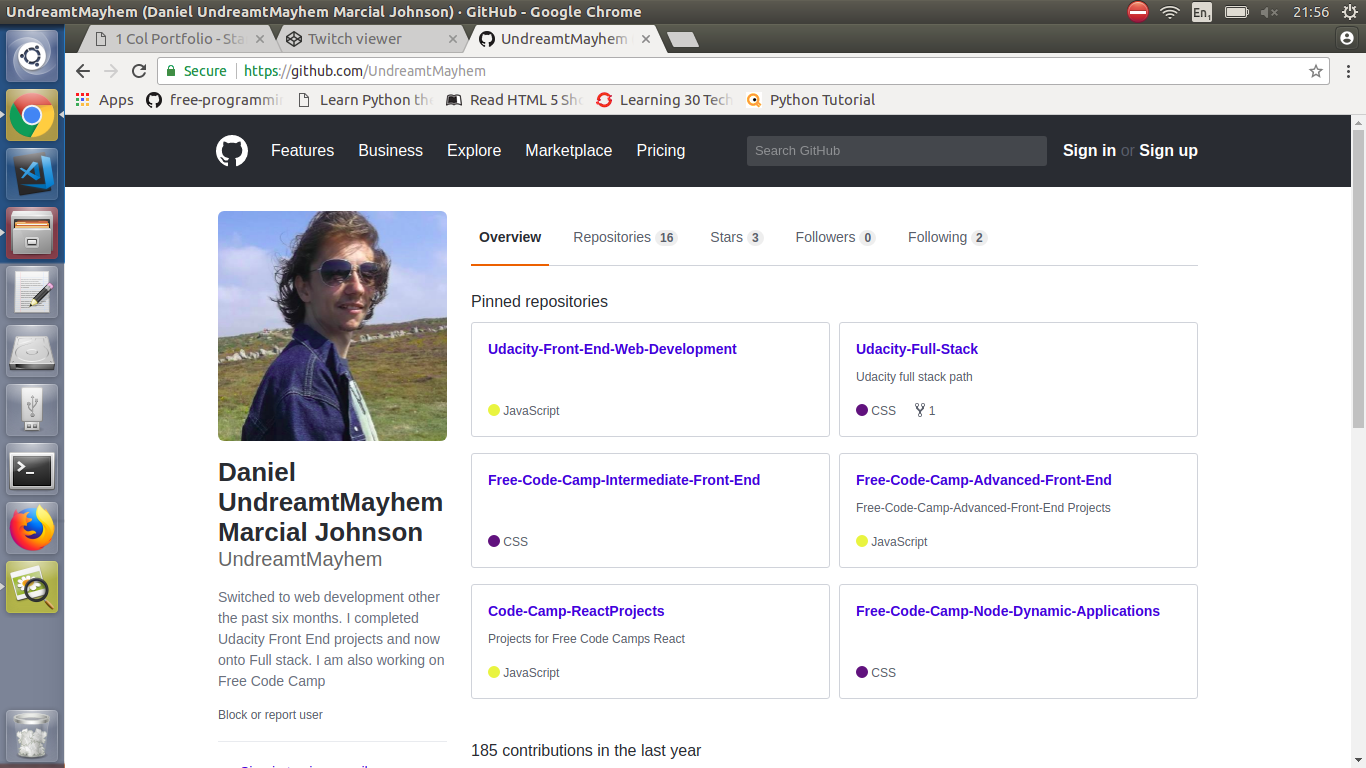 UndreamtMayhem (Daniel UndreamtMayhem Marcial Johnson) · GitHub - Google Chrome
En1
21:56
1 Col Portfolio - Sta
Twitch viewer
UndreamtMayhem
Secure
https://github.com/UndreamtMayhem
Apps
free-programmi
Learn Python the
Read HTML 5 Sho
Learning 30 Tech
Python Tutorial
Features
Business
Explore
Marketplace
Pricing
Search GitHub
Sign in or Sign up
Overview
Repositories 16
Stars 3
Followers 0
Following 2
Pinned repositories
Udacity-Front-End-Web-Development
JavaScript
Udacity-Full-Stack
Udacity full stack path
CSS
1
Free-Code-Camp-Intermediate-Front-End
CSS
Free-Code-Camp-Advanced-Front-End
Free-Code-Camp-Advanced-Front-End Projects
JavaScript
Code-Camp-ReactProjects
Projects for Free Code Camps React
JavaScript
Free-Code-Camp-Node-Dynamic-Applications
CSS
185 contributions in the last year
Daniel
UndreamtMayhem
Marcial Johnson
UndreamtMayhem
Switched to web development other
the past six months. I completed
Udacity Front End projects and now
onto Full stack. I am also working on
Free Code Camp
Block or report user